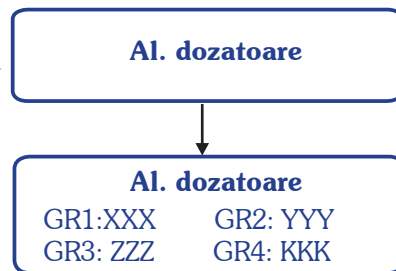 Al. dozatoare
Al. dozatoare
GR1:XXX GR2: YYY
GR3: ZZZ GR4: KKK